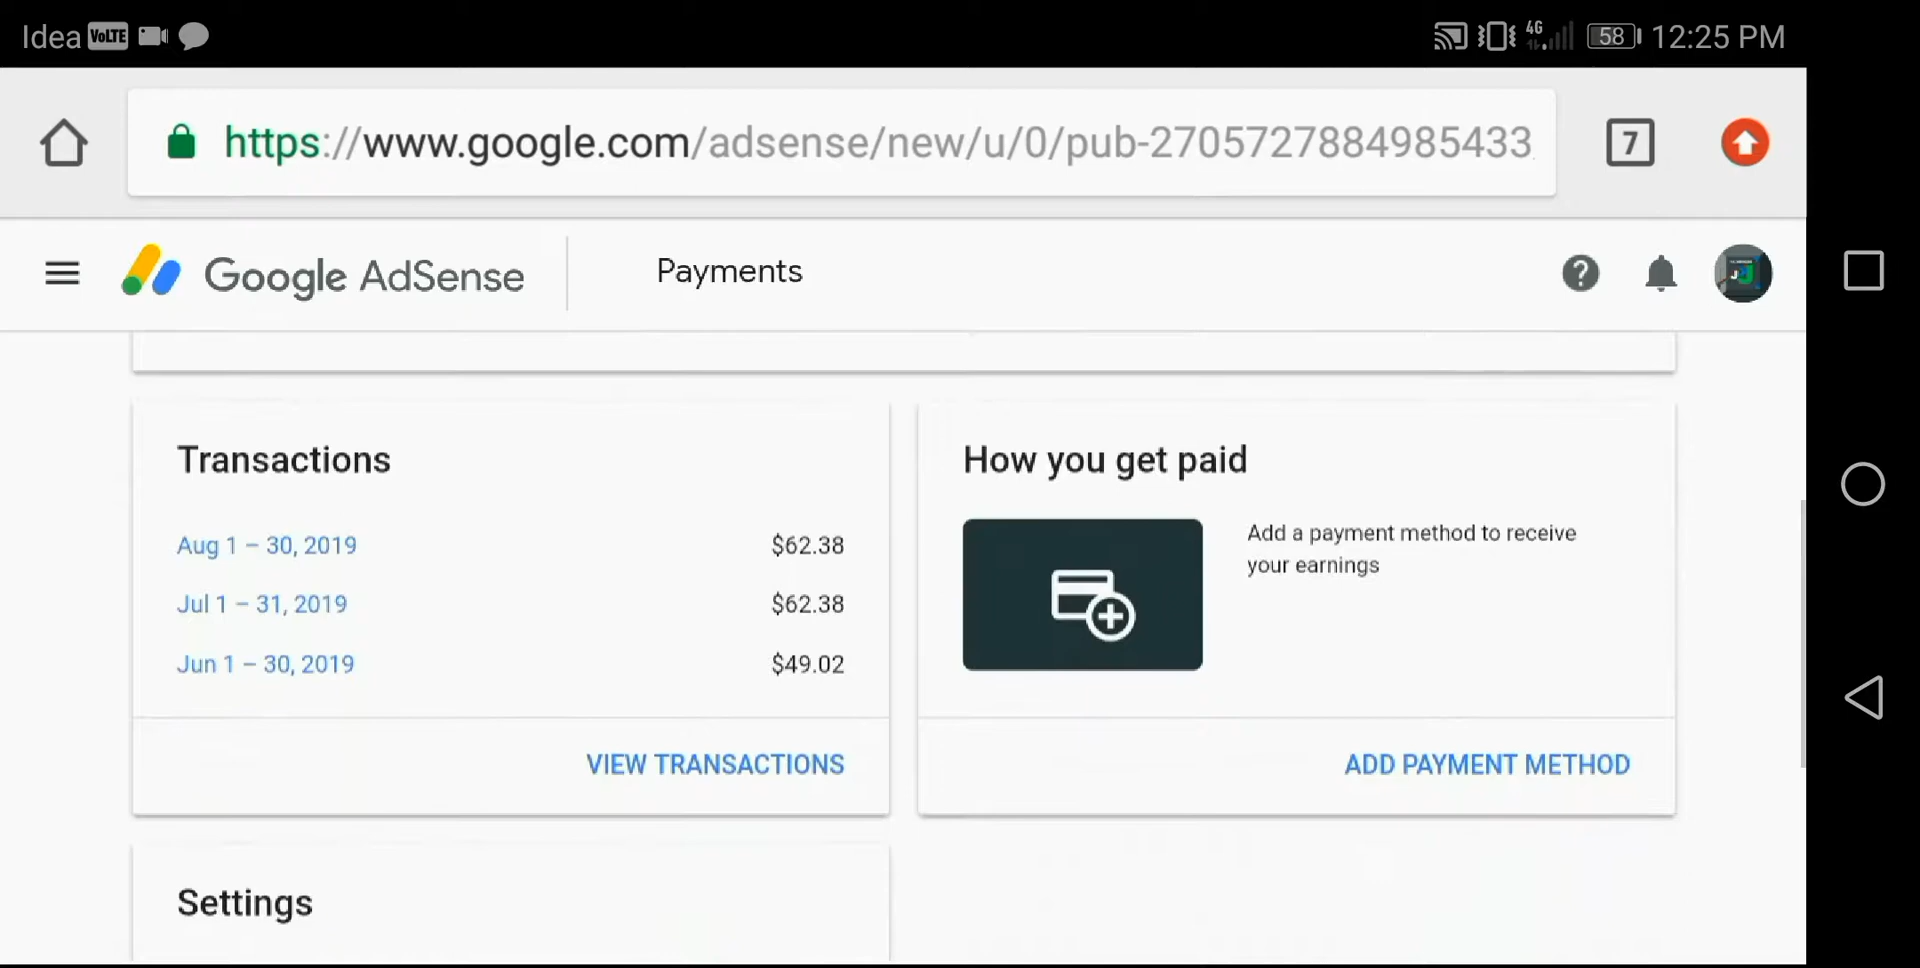 Idea VoLTE 4G 58 12:25 PM
https://www.google.com/adsense/new/u/0/pub-2705727884985433 7
Google AdSense Payments
Transactions
Aug 1 – 30, 2019 $62.38
Jul 1 – 31, 2019 $62.38
Jun 1 – 30, 2019 $49.02
VIEW TRANSACTIONS
How you get paid
Add a payment method to receive
your earnings
ADD PAYMENT METHOD
Settings